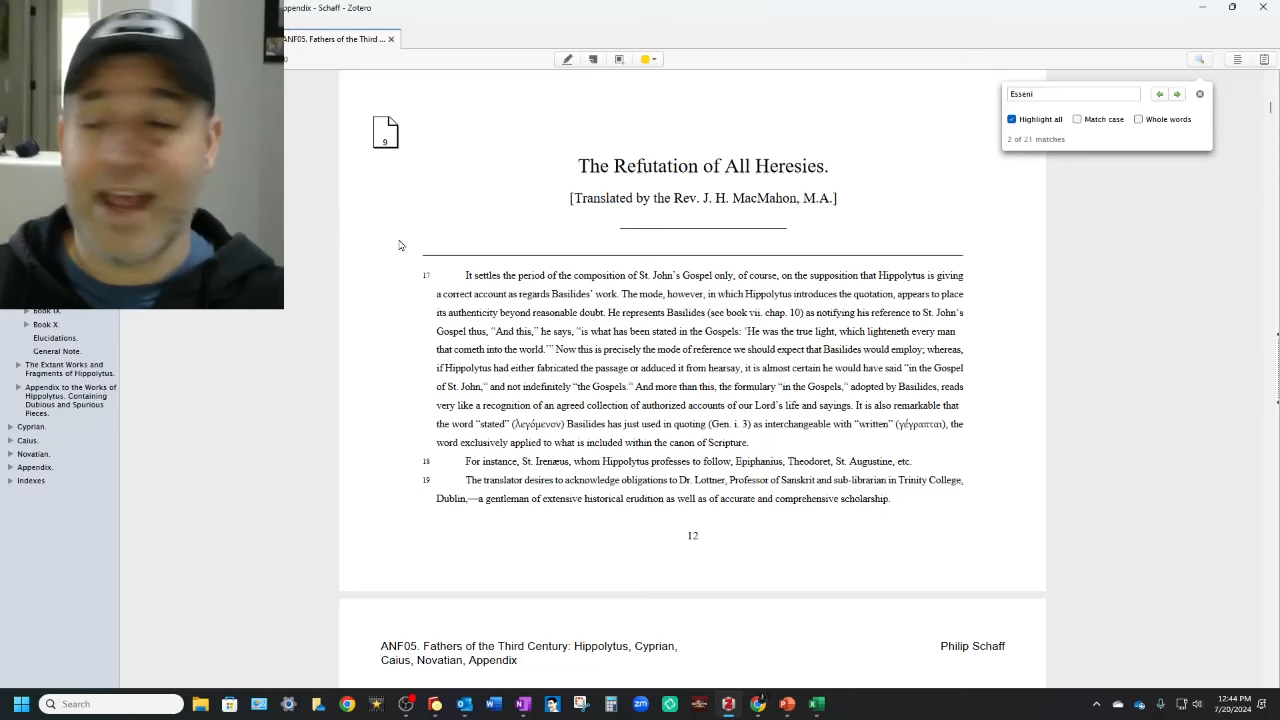 ppendix - Schaff - Zotero
ANF05. Fathers of the Third ...
Esseni
Highlight all
Match case
Whole words
2 of 21 matches
9
The Refutation of All Heresies.
[Translated by the Rev. J. H. MacMahon, M.A.]
17 It settles the period of the composition of St. John's Gospel only, of course, on the supposition that Hippolytus is giving
a correct account as regards Basilides' work. The mode, however, in which Hippolytus introduces the quotation, appears to place
its authenticity beyond reasonable doubt. He represents Basilides (see book vii. chap. 10) as notifying his reference to St. John's
Gospel thus, “And this,” he says, “is what has been stated in the Gospels: ‘He was the true light, which lighteneth every man
that cometh into the world.’” Now this is precisely the mode of reference we should expect that Basilides would employ; whereas,
if Hippolytus had either fabricated the passage or adduced it from hearsay, it is almost certain he would have said “in the Gospel
of St. John,” and not indefinitely “the Gospels.” And more than this, the formulary “in the Gospels,” adopted by Basilides, reads
very like a recognition of an agreed collection of authorized accounts of our Lord's life and sayings. It is also remarkable that
the word “stated” (λεγόμενον) Basilides has just used in quoting (Gen. i. 3) as interchangeable with “written” (γέγραπται), the
word exclusively applied to what is included within the canon of Scripture.
18 For instance, St. Irenæus, whom Hippolytus professes to follow, Epiphanius, Theodoret, St. Augustine, etc.
19 The translator desires to acknowledge obligations to Dr. Lottner, Professor of Sanskrit and sub-librarian in Trinity College,
Dublin,—a gentleman of extensive historical erudition as well as of accurate and comprehensive scholarship.
12
ANF05. Fathers of the Third Century: Hippolytus, Cyprian,
Caius, Novatian, Appendix
Philip Schaff
Book IX.
Book X.
Elucidations.
General Note.
The Extant Works and
Fragments of Hippolytus.
Appendix to the Works of
Hippolytus. Containing
Dubious and Spurious
Pieces.
Cyprian.
Caius.
Novatian.
Appendix.
Indexes
Search
zm
12:44 PM
7/20/2024